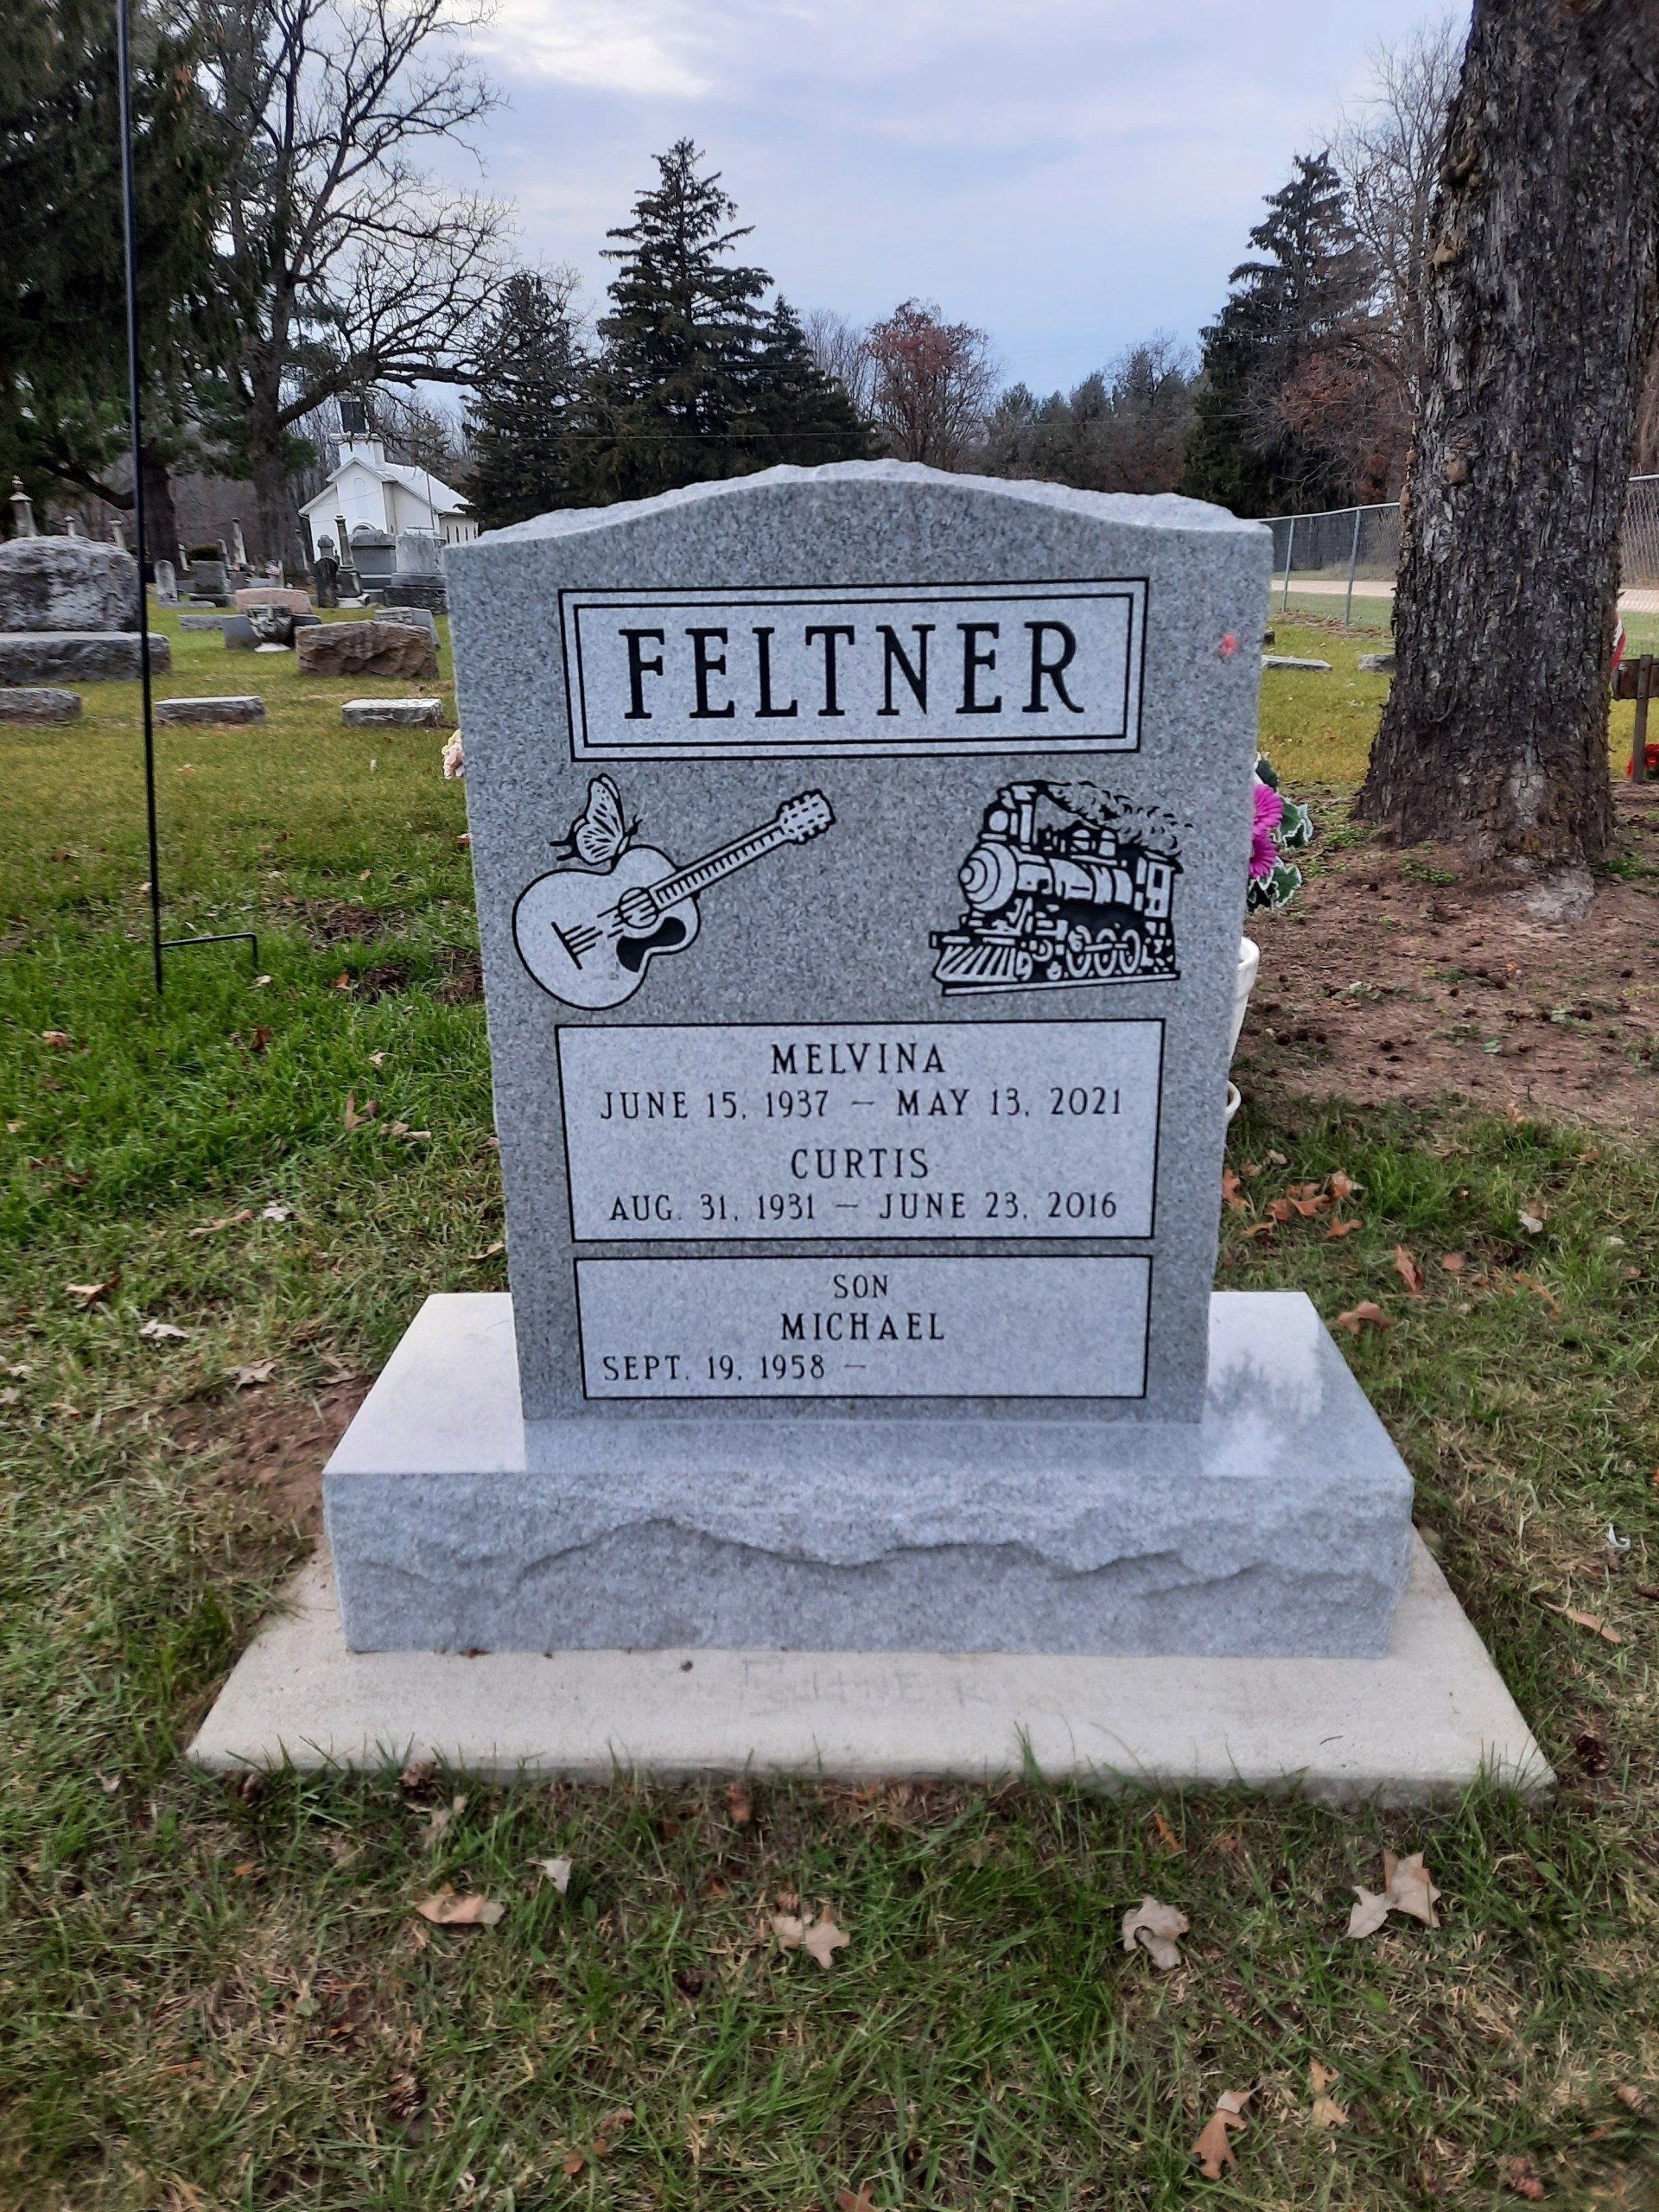 FELTNER
MELVINA
JUNE 15, 1937 – MAY 13, 2021
CURTIS
AUG. 31, 1931 – JUNE 23, 2016
SON
MICHAEL
SEPT. 19, 1958 –
FELTNER